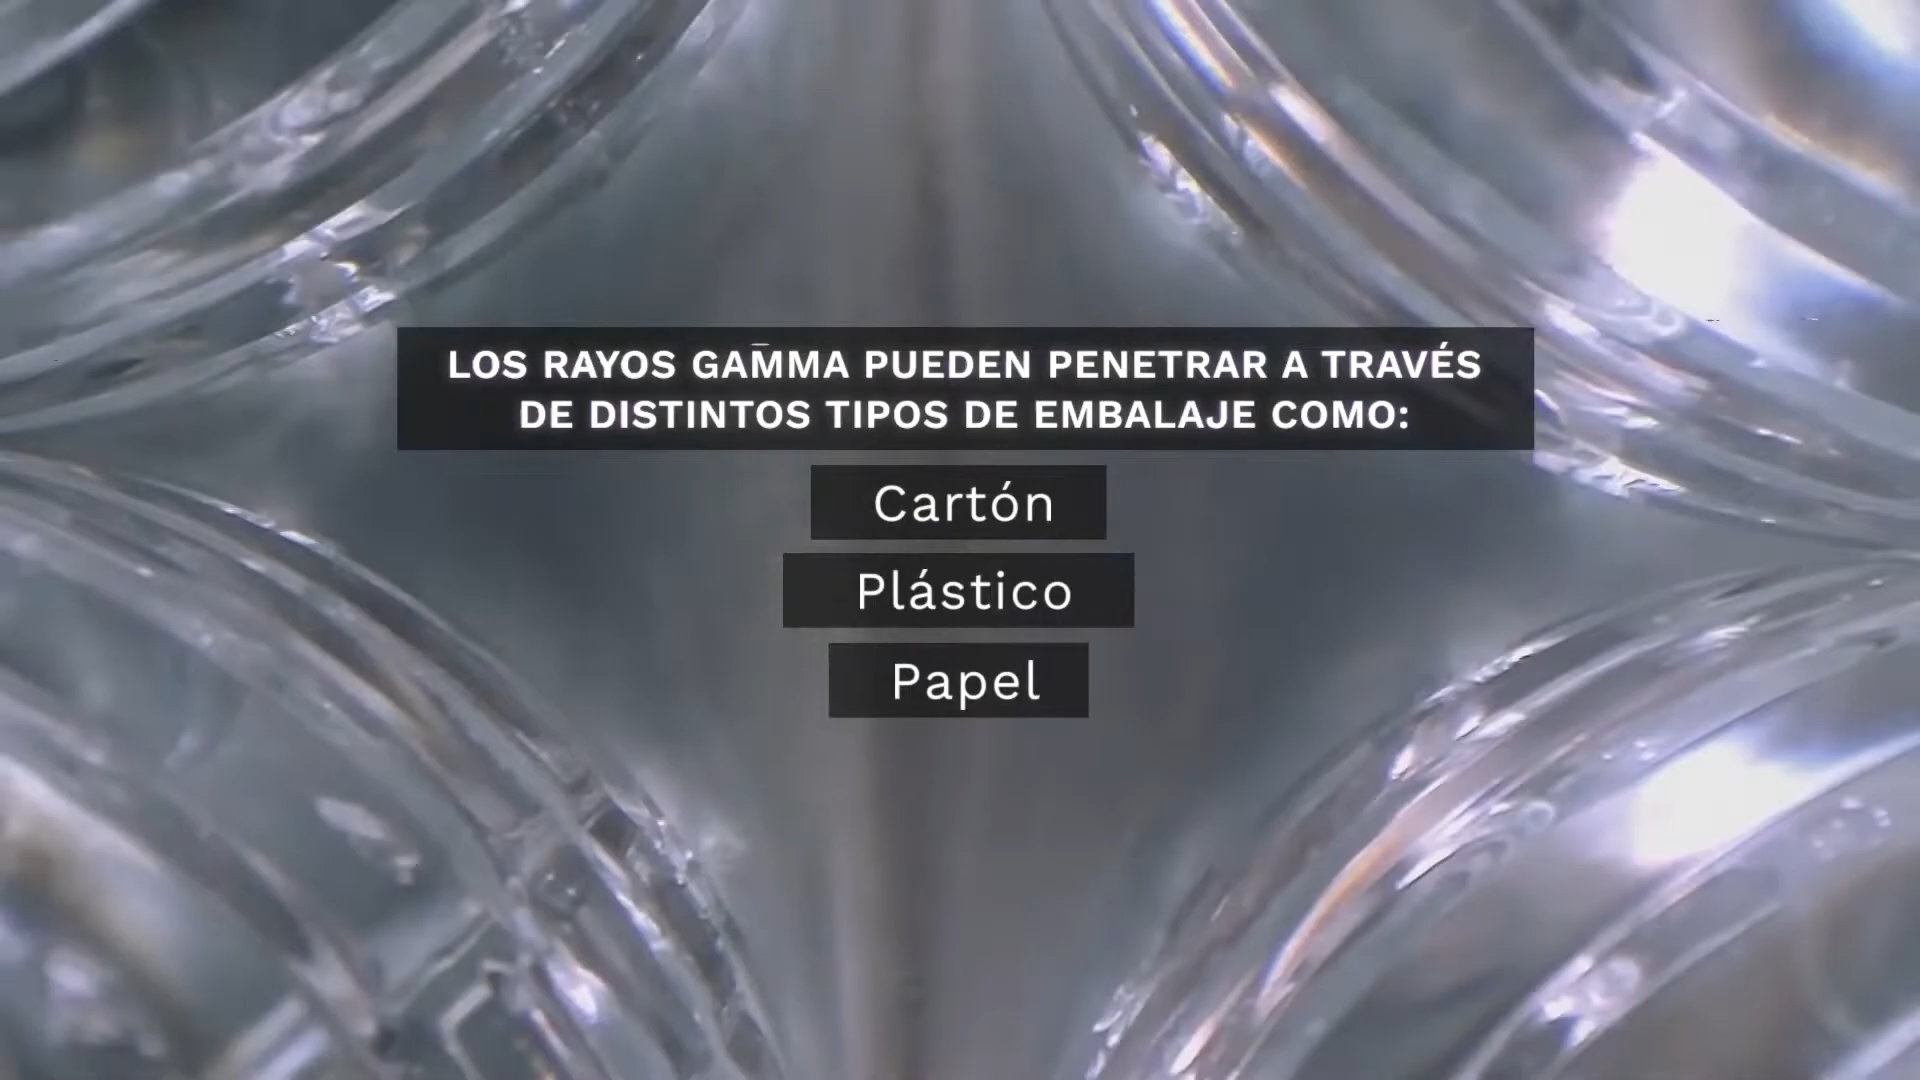 LOS RAYOS GAMMA PUEDEN PENETRAR A TRAVÉS
DE DISTINTOS TIPOS DE EMBALAJE COMO:
Cartón
Plástico
Papel